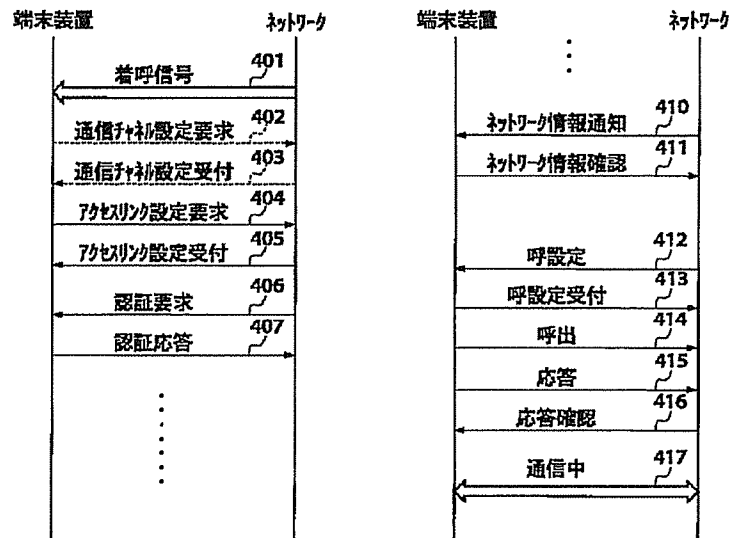 端末装置
ネットワーク
着呼信号
401
通信チャネル設定要求
402
通信チャネル設定受付
403
アクセスリンク設定要求
404
アクセスリンク設定受付
405
認証要求
406
認証応答
407
端末装置
ネットワーク
ネットワーク情報通知
410
ネットワーク情報確認
411
呼設定
412
呼設定受付
413
呼出
414
応答
415
応答確認
416
通信中
417